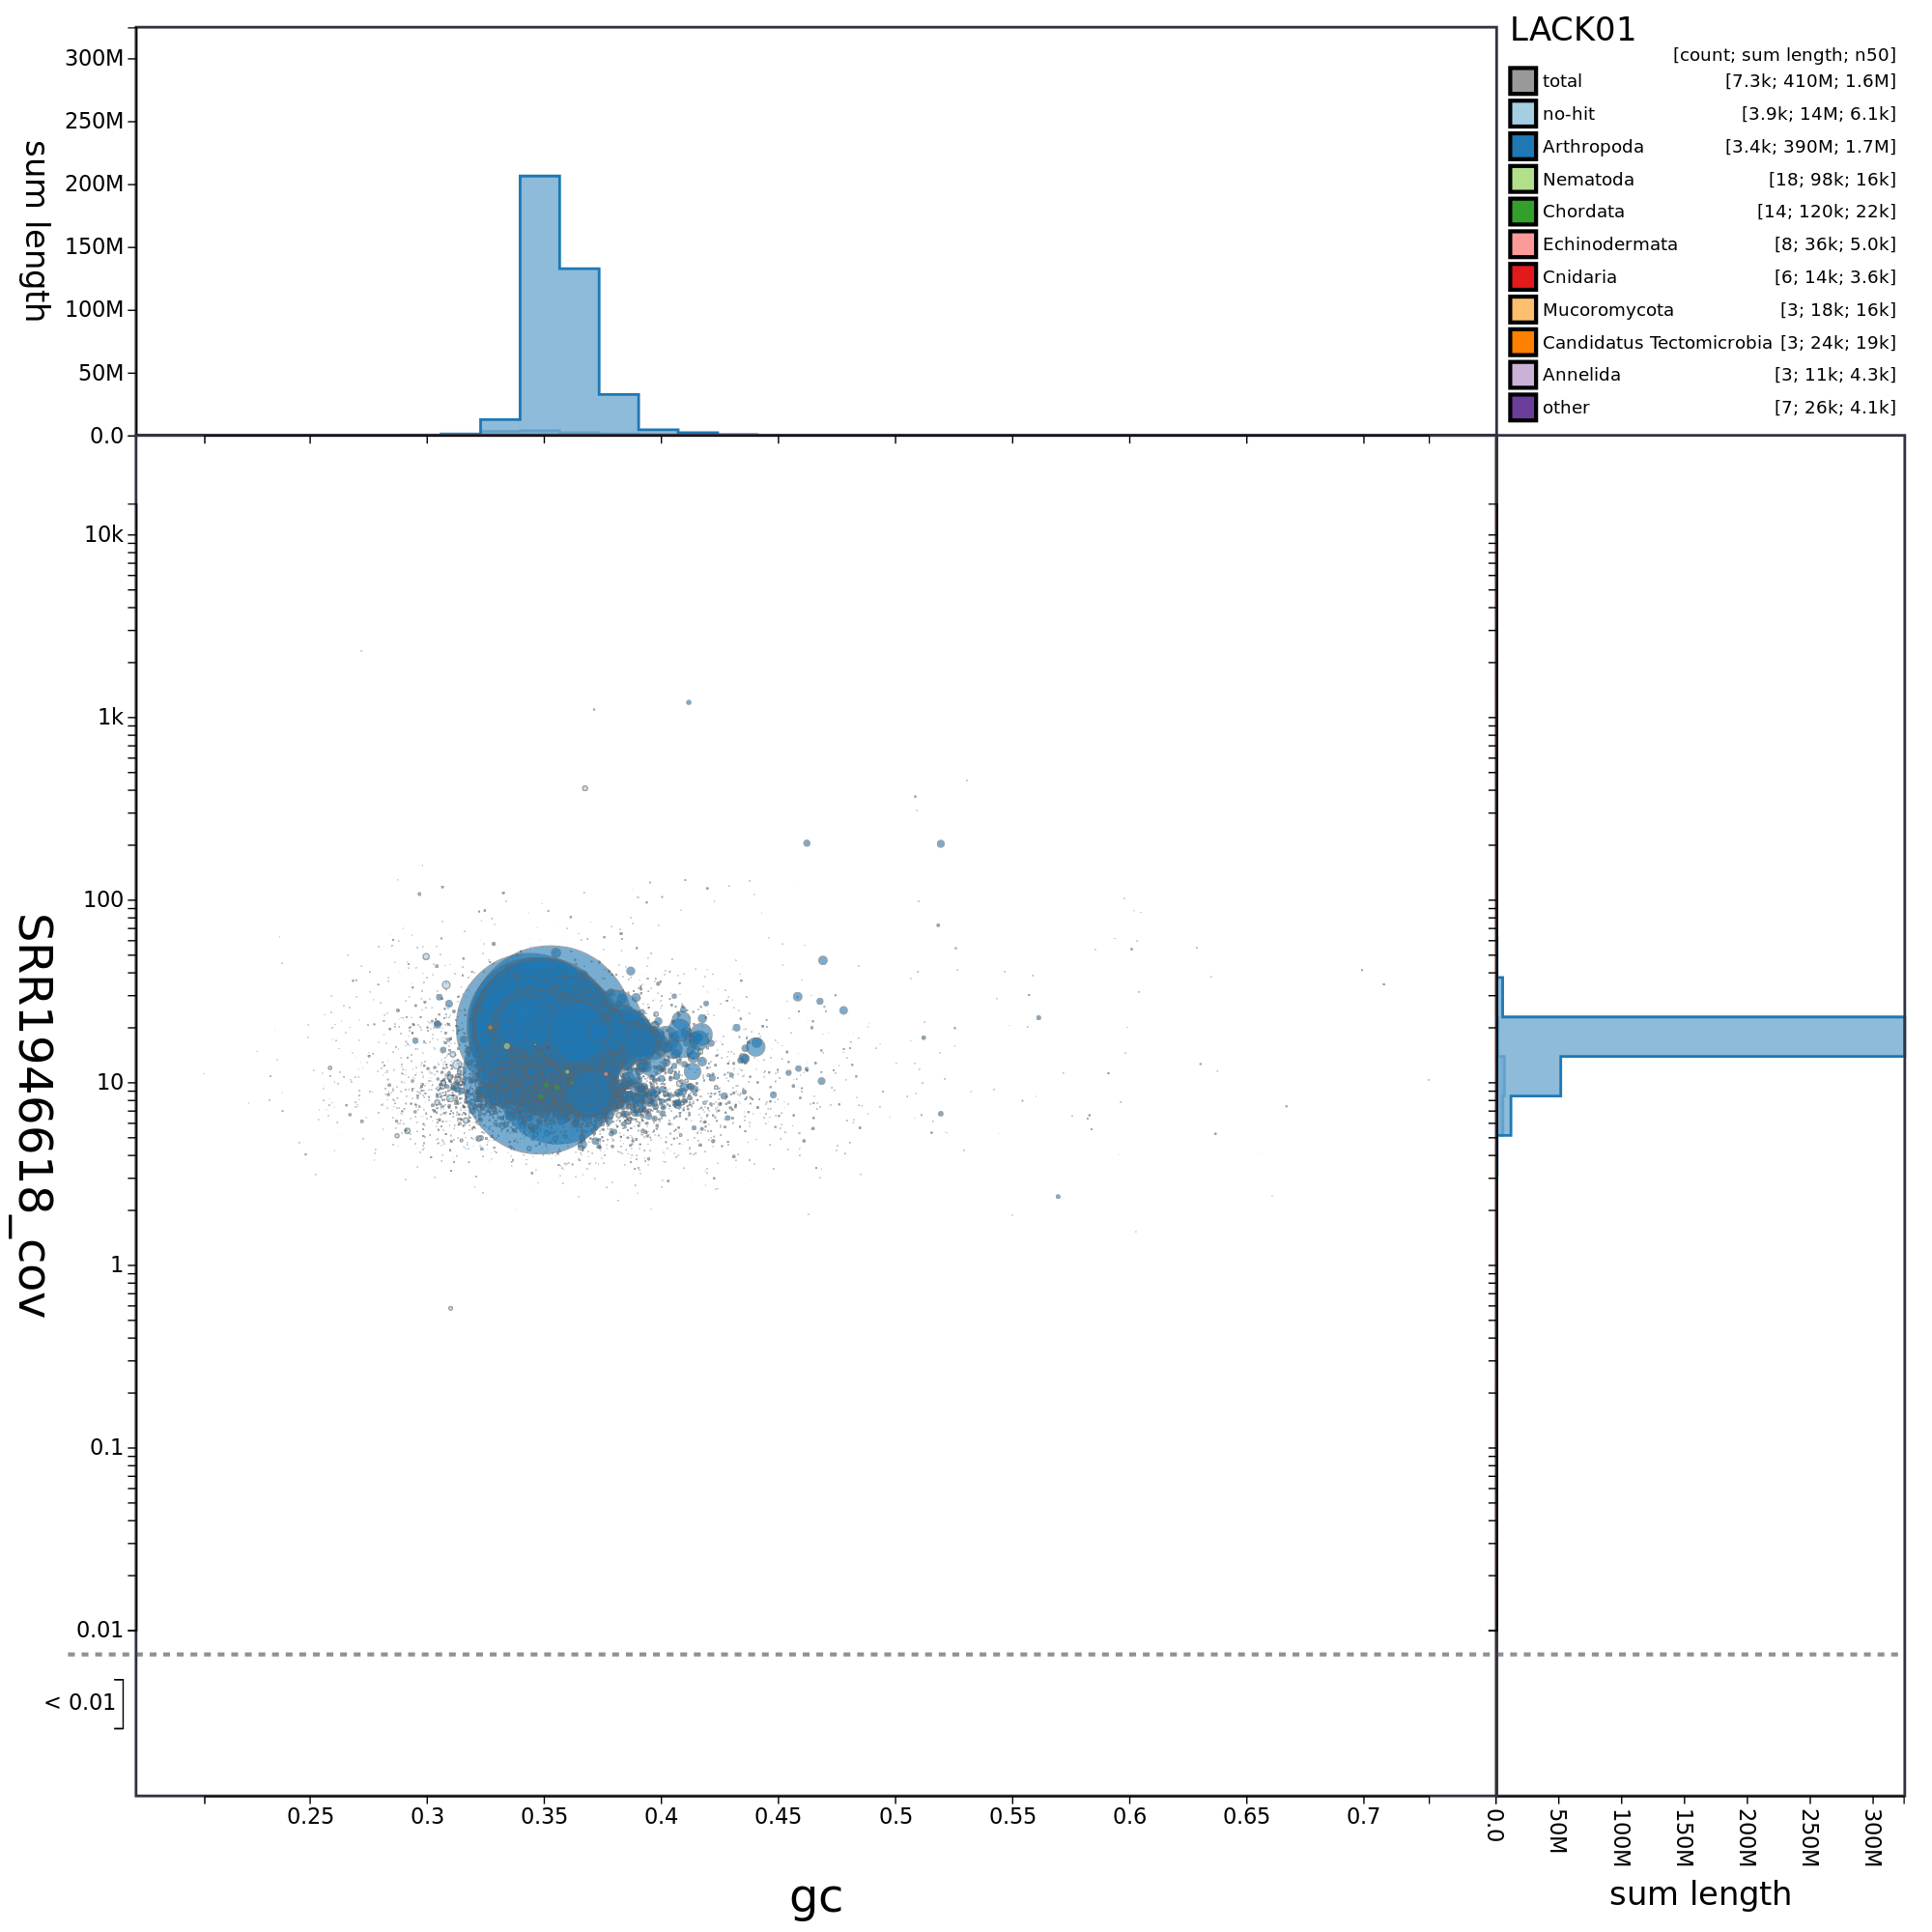 LACK01
[count; sum length; n50]
total [7.3k; 410M; 1.6M]
no-hit [3.9k; 14M; 6.1k]
Arthropoda [3.4k; 390M; 1.7M]
Nematoda [18; 98k; 16k]
Chordata [14; 120k; 22k]
Echinodermata [8; 36k; 5.0k]
Cnidaria [6; 14k; 3.6k]
Mucoromycota [3; 18k; 16k]
Candidatus Tectomicrobia [3; 24k; 19k]
Annelida [3; 11k; 4.3k]
other [7; 26k; 4.1k]
sum length
300M
250M
200M
150M
100M
50M
0.0
SRR1946618_cov
10k
1k
100
10
1
0.1
0.01
< 0.01
0.25 0.3 0.35 0.4 0.45 0.5 0.55 0.6 0.65 0.7
gc
0.0 50M 100M 150M 200M 250M 300M
sum length